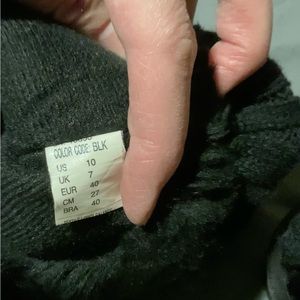 COLOR CODE: BLK
US 10
UK 7
EUR 40
CM 27
BRA 40